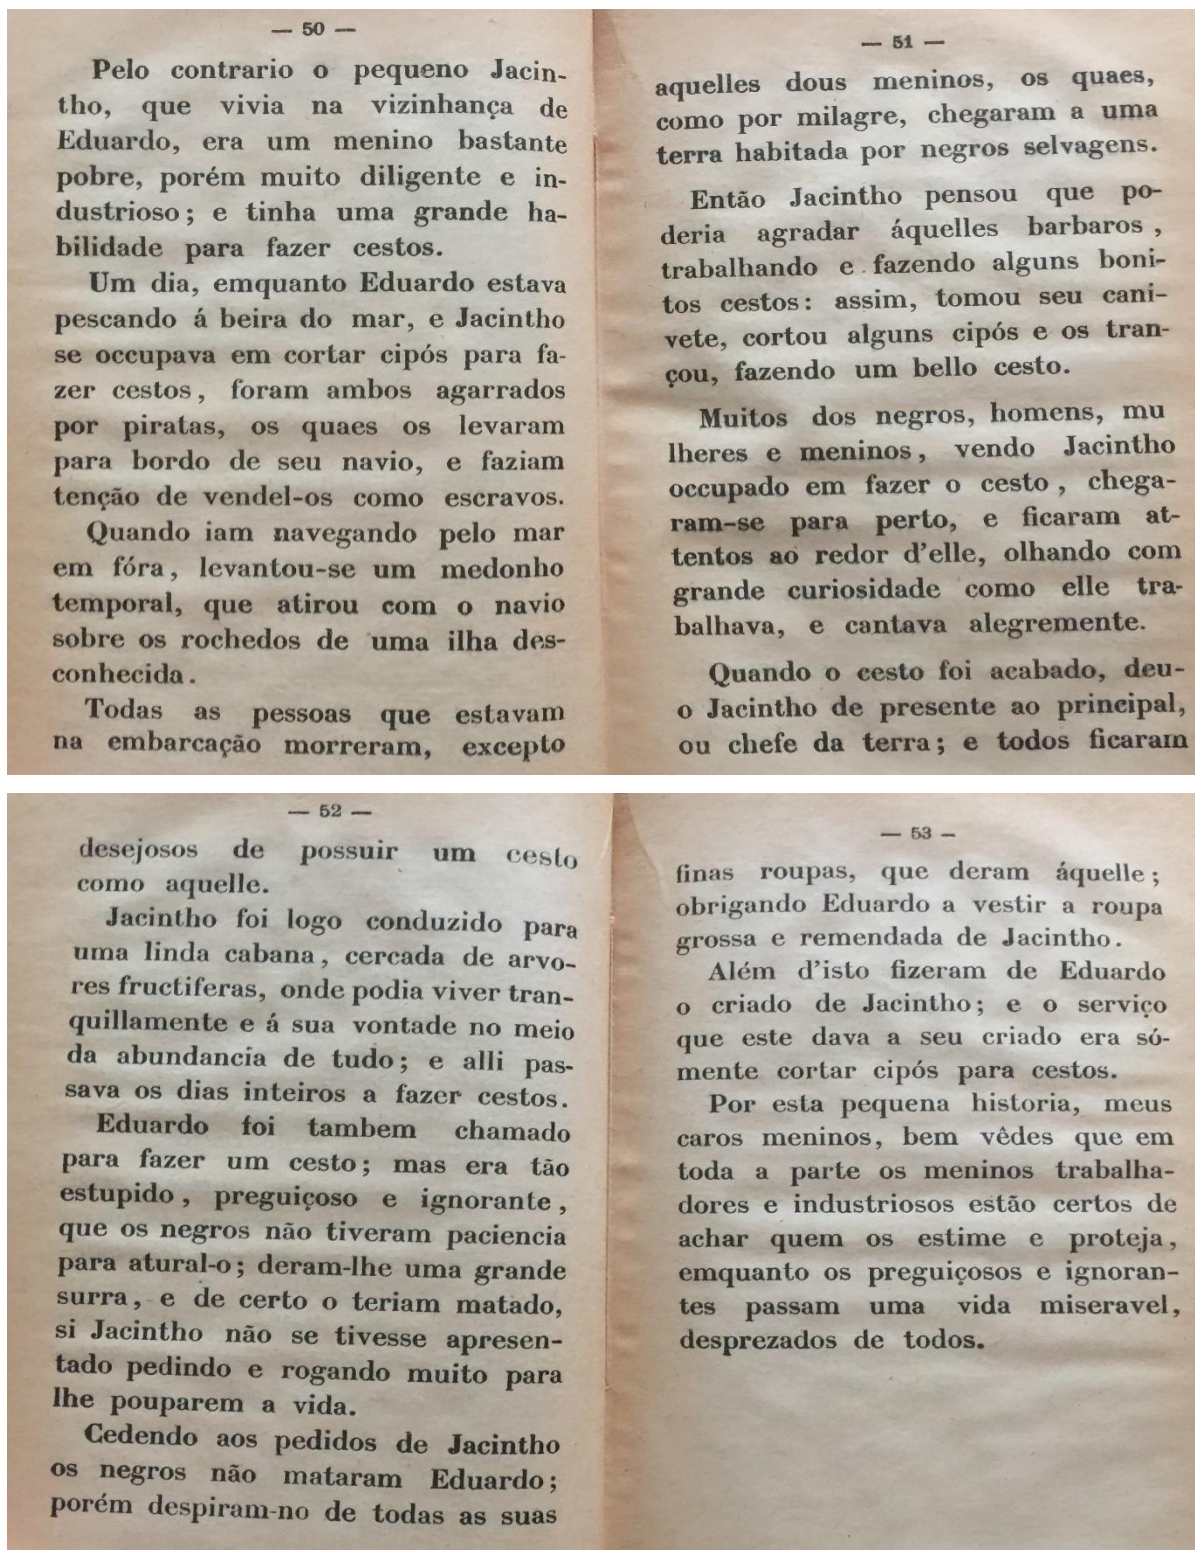 — 50 —
Pelo contrario o pequeno Jacin-
tho, que vivia na vizinhança de
Eduardo, era um menino bastante
pobre, porém muito diligente e in-
dustrioso; e tinha uma grande ha-
bilidade para fazer cestos.
Um dia, emquanto Eduardo estava
pescando á beira do mar, e Jacintho
se occupava em cortar cipós para fa-
zer cestos, foram ambos agarrados
por piratas, os quaes os levaram
para bordo de seu navio, e faziam
tenção de vendel-os como escravos.
Quando iam navegando pelo mar
em fóra, levantou-se um medonho
temporal, que atirou com o navio
sobre os rochedos de uma ilha des-
conhecida.
Todas as pessoas que estavam
na embarcação morreram, excepto
— 51 —
aquelles dous meninos, os quaes,
como por milagre, chegaram a uma
terra habitada por negros selvagens.
Então Jacintho pensou que po-
deria agradar áquelles barbaros,
trabalhando e fazendo alguns boni-
tos cestos: assim, tomou seu cani-
vete, cortou alguns cipós e os tran-
çou, fazendo um bello cesto.
Muitos dos negros, homens, mu
lheres e meninos, vendo Jacintho
occupado em fazer o cesto, chega-
ram-se para perto, e ficaram at-
tentos ao redor d'elle, olhando com
grande curiosidade como elle tra-
balhava, e cantava alegremente.
Quando o cesto foi acabado, deu-
o Jacintho de presente ao principal,
ou chefe da terra; e todos ficaram
— 52 —
desejosos de possuir um cesto
como aquelle.
Jacintho foi logo conduzido para
uma linda cabana, cercada de arvo-
res fructiferas, onde podia viver tran-
quillamente e á sua vontade no meio
da abundancia de tudo; e alli pas-
sava os dias inteiros a fazer cestos.
Eduardo foi tambem chamado
para fazer um cesto; mas era tão
estupido, preguiçoso e ignorante,
que os negros não tiveram paciencia
para atural-o; deram-lhe uma grande
surra, e de certo o teriam matado,
si Jacintho não se tivesse apresen-
tado pedindo e rogando muito para
lhe pouparem a vida.
Cedendo aos pedidos de Jacintho
os negros não mataram Eduardo;
porém despiram-no de todas as suas
— 53 —
finas roupas, que deram áquelle;
obrigando Eduardo a vestir a roupa
grossa e remendada de Jacintho.
Além d'isto fizeram de Eduardo
o criado de Jacintho; e o serviço
que este dava a seu criado era só-
mente cortar cipós para cestos.
Por esta pequena historia, meus
caros meninos, bem vêdes que em
toda a parte os meninos trabalha-
dores e industriosos estão certos de
achar quem os estime e proteja,
emquanto os preguiçosos e ignoran-
tes passam uma vida miseravel,
desprezados de todos.